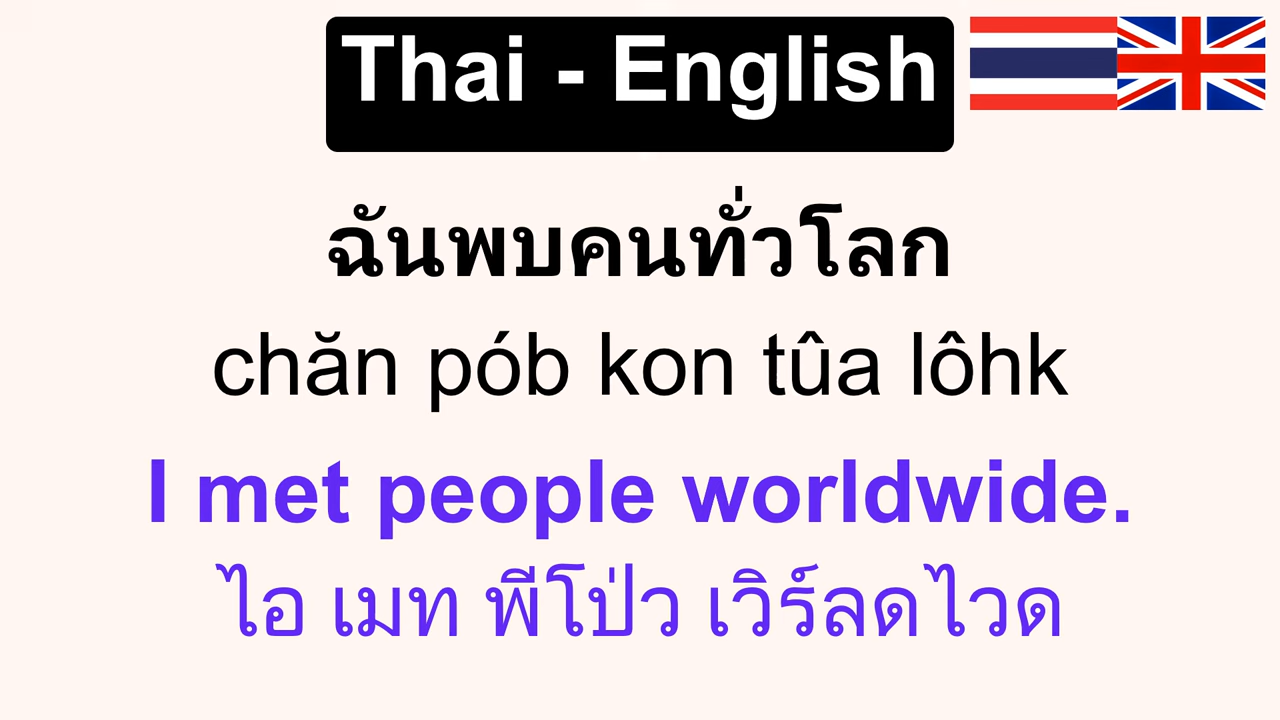 Thai - English
ฉันพบคนทั่วโลก
chăn pób kon tûa lôhk
I met people worldwide.
ไอ เมท พีโป่ว เวิร์ลดไวด